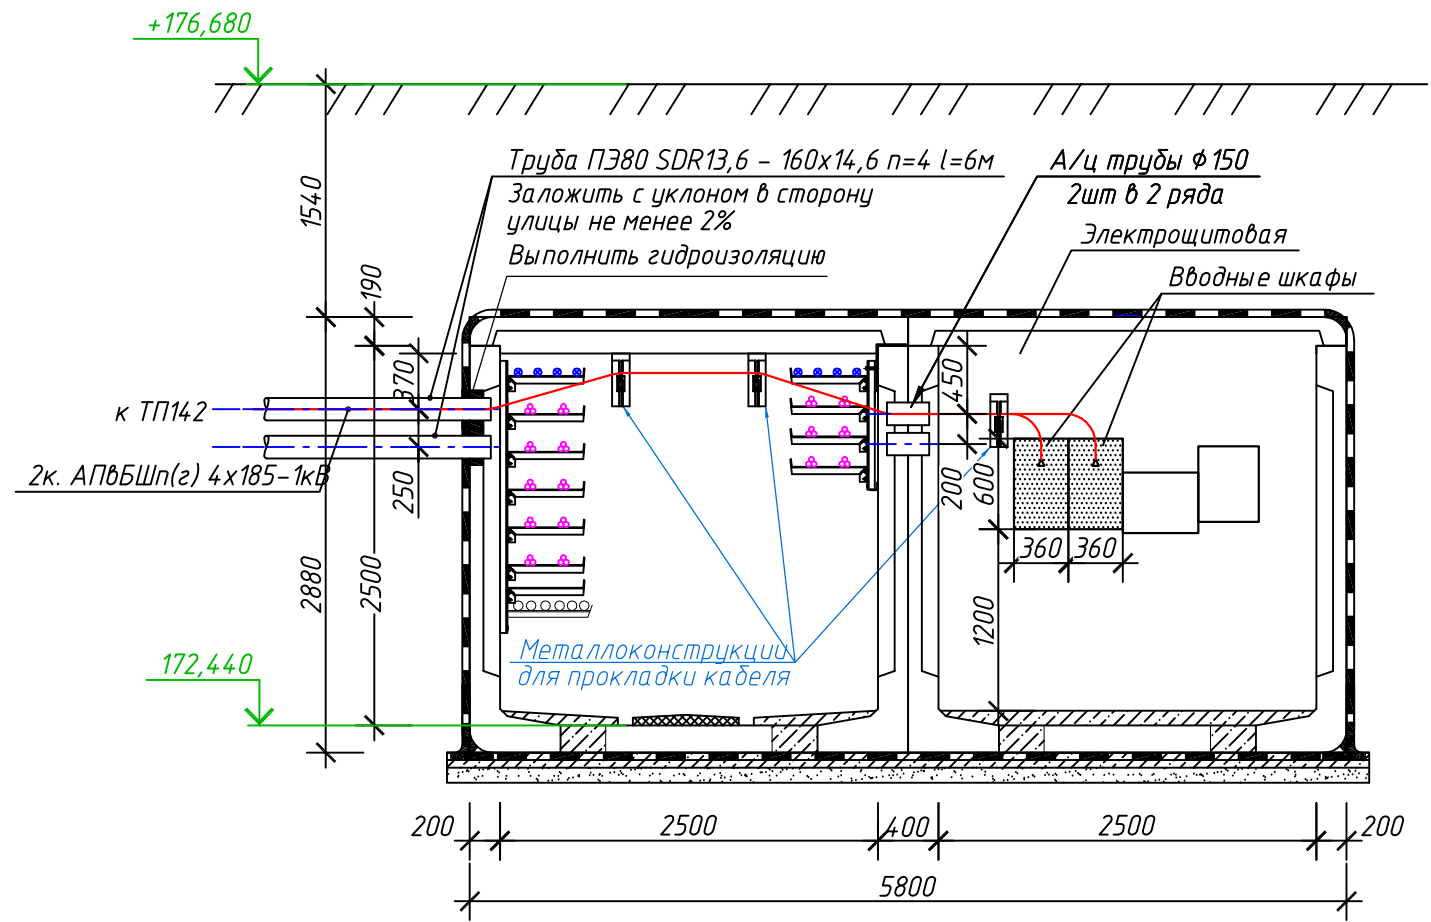 +176,680
Труба ПЭ80 SDR13,6 - 160x14,6 n=4 l=6м
Заложить с уклоном в сторону
улицы не менее 2%
Выполнить гидроизоляцию
А/ц трубы ϕ150
2шт в 2 ряда
Электрощитовая
Вводные шкафы
1540
190
370
450
к ТП142
2к. АПвБШп(г) 4x185-1кВ
250
200
600
360
360
2880
2500
1200
Металлоконструкции
для прокладки кабеля
172,440
200
2500
400
2500
200
5800